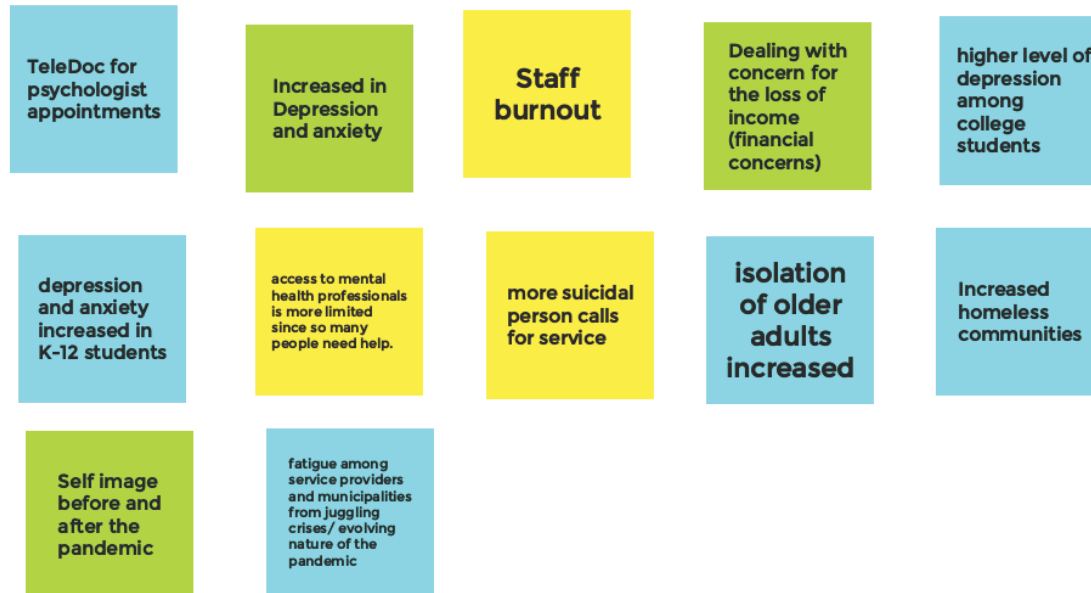 TeleDoc for
psychologist
appointments
Increased in
Depression
and anxiety
Staff
burnout
Dealing with
concern for
the loss of
income
(financial
concerns)
higher level of
depression
among
college
students
depression
and anxiety
increased in
K-12 students
access to mental
health professionals
is more limited
since so many
people need help.
more suicidal
person calls
for service
isolation
of older
adults
increased
Increased
homeless
communities
Self image
before and
after the
pandemic
fatigue among
service providers
and municipalities
from juggling
crises/ evolving
nature of the
pandemic